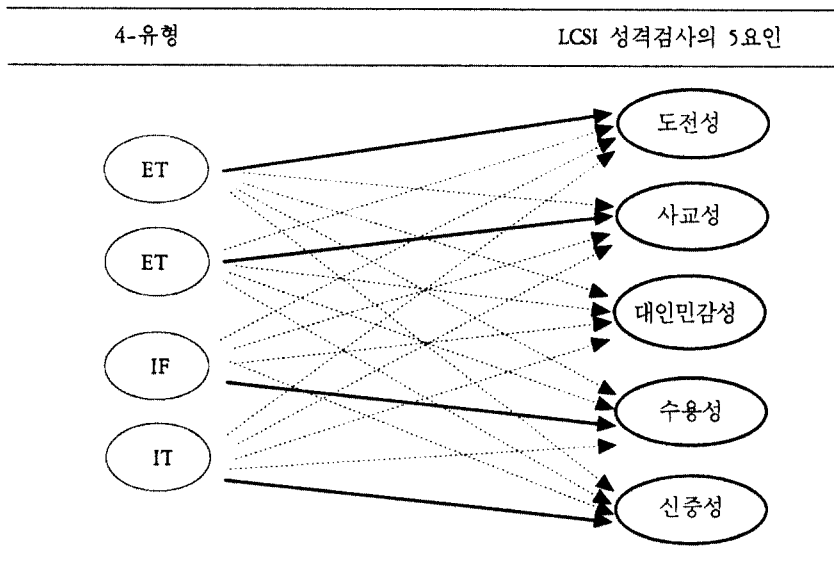 4-유형 LCSI 성격검사의 5요인
도전성
ET
사교성
ET
대인민감성
IF
수용성
IT
신중성